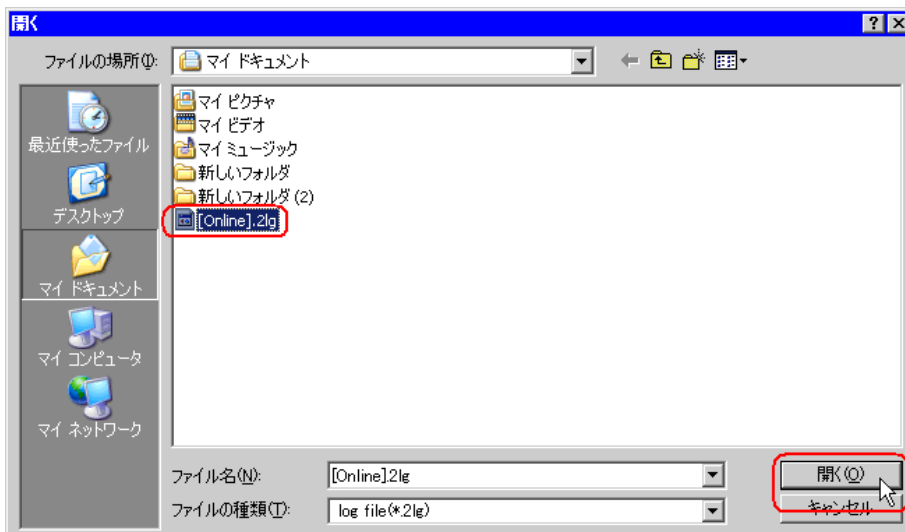 開く
ファイルの場所(I):
マイ ドキュメント
最近使ったファイル
デスクトップ
マイ ドキュメント
マイ コンピュータ
マイ ネットワーク
マイ ピクチャ
マイ ビデオ
マイ ミュージック
新しいフォルダ
新しいフォルダ (2)
[Online].2lg
ファイル名(N):
[Online].2lg
開く(O)
ファイルの種類(T):
log file(*.2lg)
キャンセル